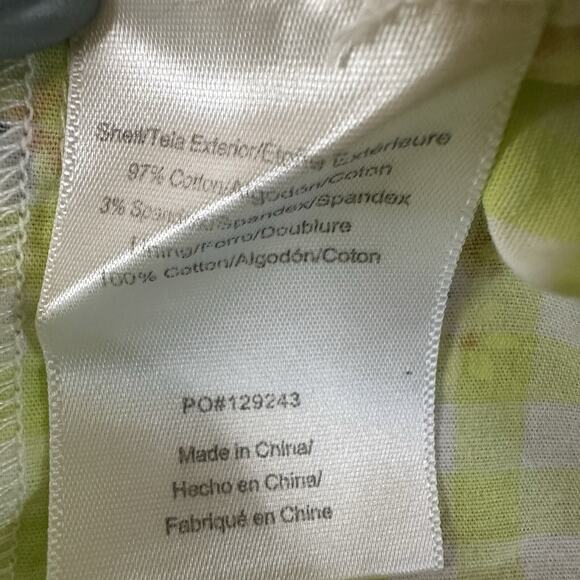 Shell/Tela Exterior/Etoffe Extérieure
97% Cotton/Algodón/Coton
3% Spandex/Spandex/Spandex
Lining/Forro/Doublure
100% Cotton/Algodón/Coton
PO#129243
Made in China/
Hecho en China/
Fabriqué en Chine